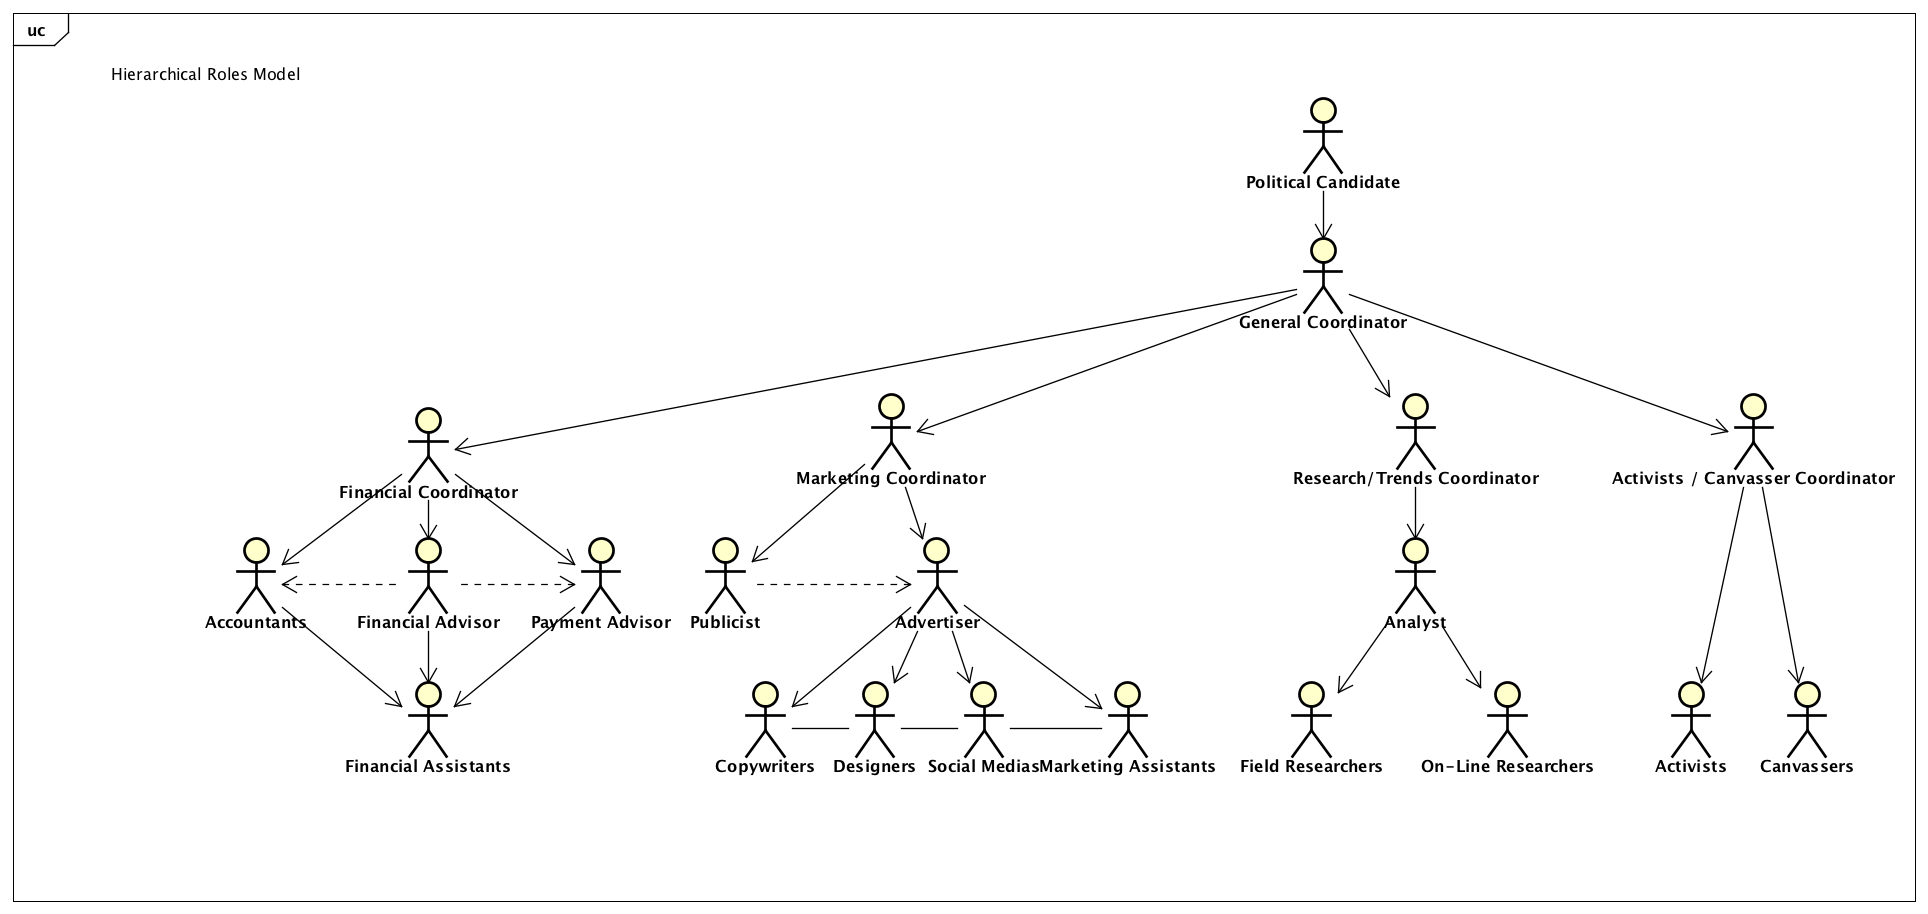 uc
Hierarchical Roles Model
Political Candidate
General Coordinator
Financial Coordinator
Marketing Coordinator
Research/Trends Coordinator
Activists / Canvasser Coordinator
Accountants
Financial Advisor
Payment Advisor
Publicist
Advertiser
Analyst
Financial Assistants
Copywriters
Designers
Social Medias
Marketing Assistants
Field Researchers
On-Line Researchers
Activists
Canvassers